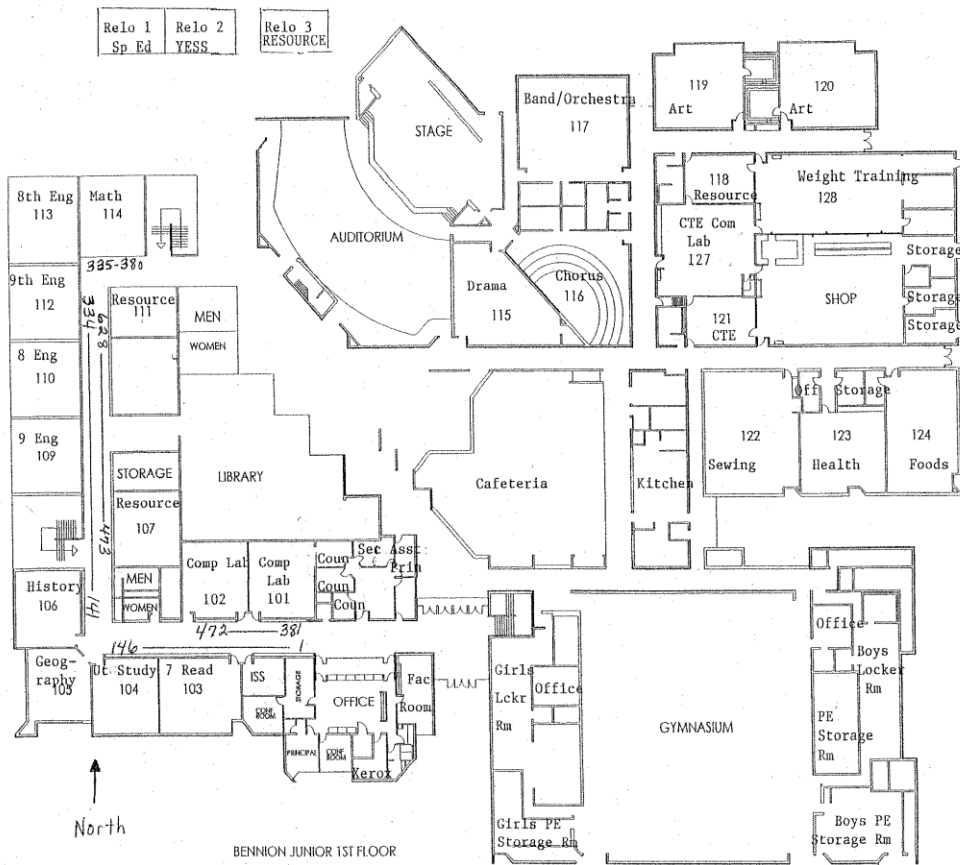 Relo 1
Sp Ed
Relo 2
YESS
Relo 3
RESOURCE
STAGE
Band/Orchestra
117
119
Art
120
Art
8th Eng
113
Math
114
AUDITORIUM
118
Resource
Weight Training
128
CTE Com
Lab
127
335-380
9th Eng
112
334
628
Resource
111
MEN
WOMEN
Drama
115
Chorus
116
SHOP
Storage
Storage
Storage
121
CTE
8 Eng
110
9 Eng
109
STORAGE
LIBRARY
Cafeteria
Kitchen
122
Sewing
Off
Storage
123
Health
124
Foods
Resource
107
473
141
MEN
WOMEN
Comp Lab
102
Comp
Lab
101
Coun
Coun
Coun
Sec
Asst.
Prin
History
106
472
381
146
1
Geog-
raphy
105
Ut Study
104
7 Read
103
ISS
STORAGE
CONF
ROOM
OFFICE
Fac
Room
PRINCIPAL
CONF
ROOM
Xerox
Girls
Lckr
Rm
Office
GYMNASIUM
Office
Boys
Locker
Rm
PE
Storage
Rm
Girls PE
Storage Rm
Boys PE
Storage Rm
North
BENNION JUNIOR 1ST FLOOR